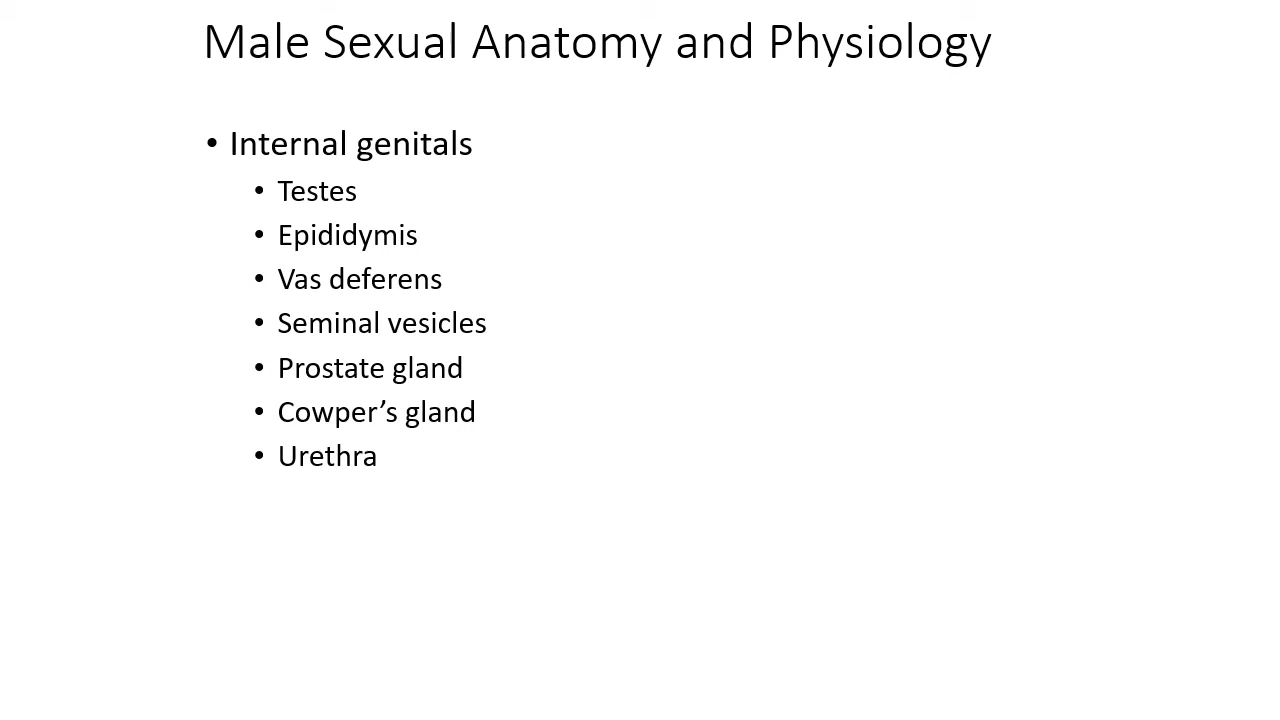 Male Sexual Anatomy and Physiology
• Internal genitals
• Testes
• Epididymis
• Vas deferens
• Seminal vesicles
• Prostate gland
• Cowper’s gland
• Urethra